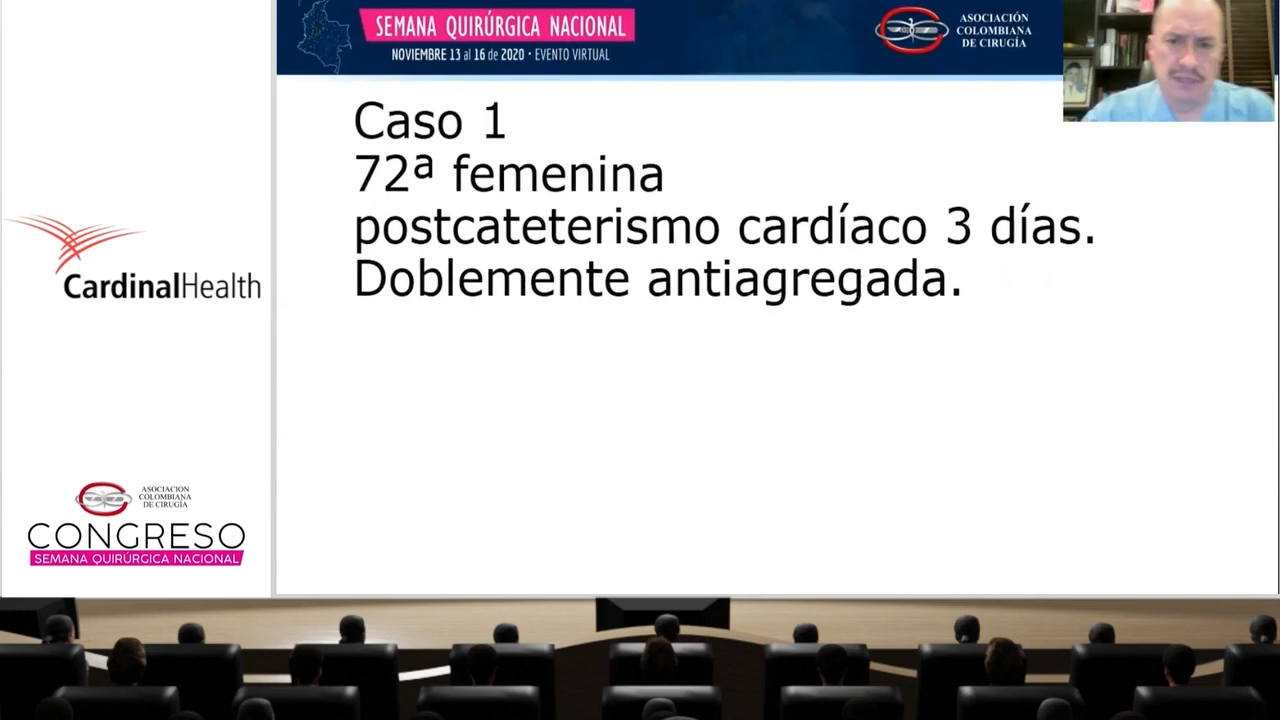 SEMANA QUIRÚRGICA NACIONAL
NOVIEMBRE 13 al 16 de 2020 • EVENTO VIRTUAL
ASOCIACIÓN
COLOMBIANA
DE CIRUGÍA
Caso 1
72ª femenina
postcateterismo cardíaco 3 días.
Doblemente antiagregada.
CardinalHealth
ASOCIACION
COLOMBIANA
DE CIRUGÍA
CONGRESO
SEMANA QUIRÚRGICA NACIONAL